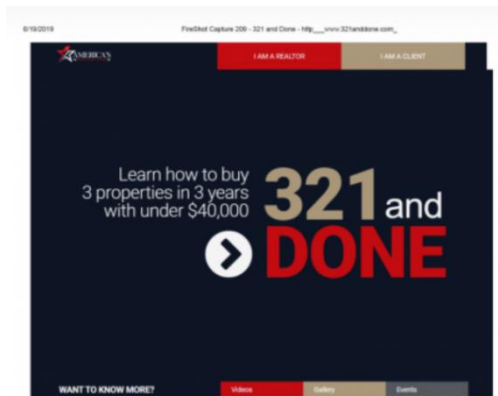 8/19/2019 FireShot Capture 209 - 321 and Done - http___www.321anddone.com_
AMERICA'S
I AM A REALTOR
I AM A CLIENT
Learn how to buy
3 properties in 3 years
with under $40,000
321 and
DONE
WANT TO KNOW MORE?
Videos
Gallery
Events